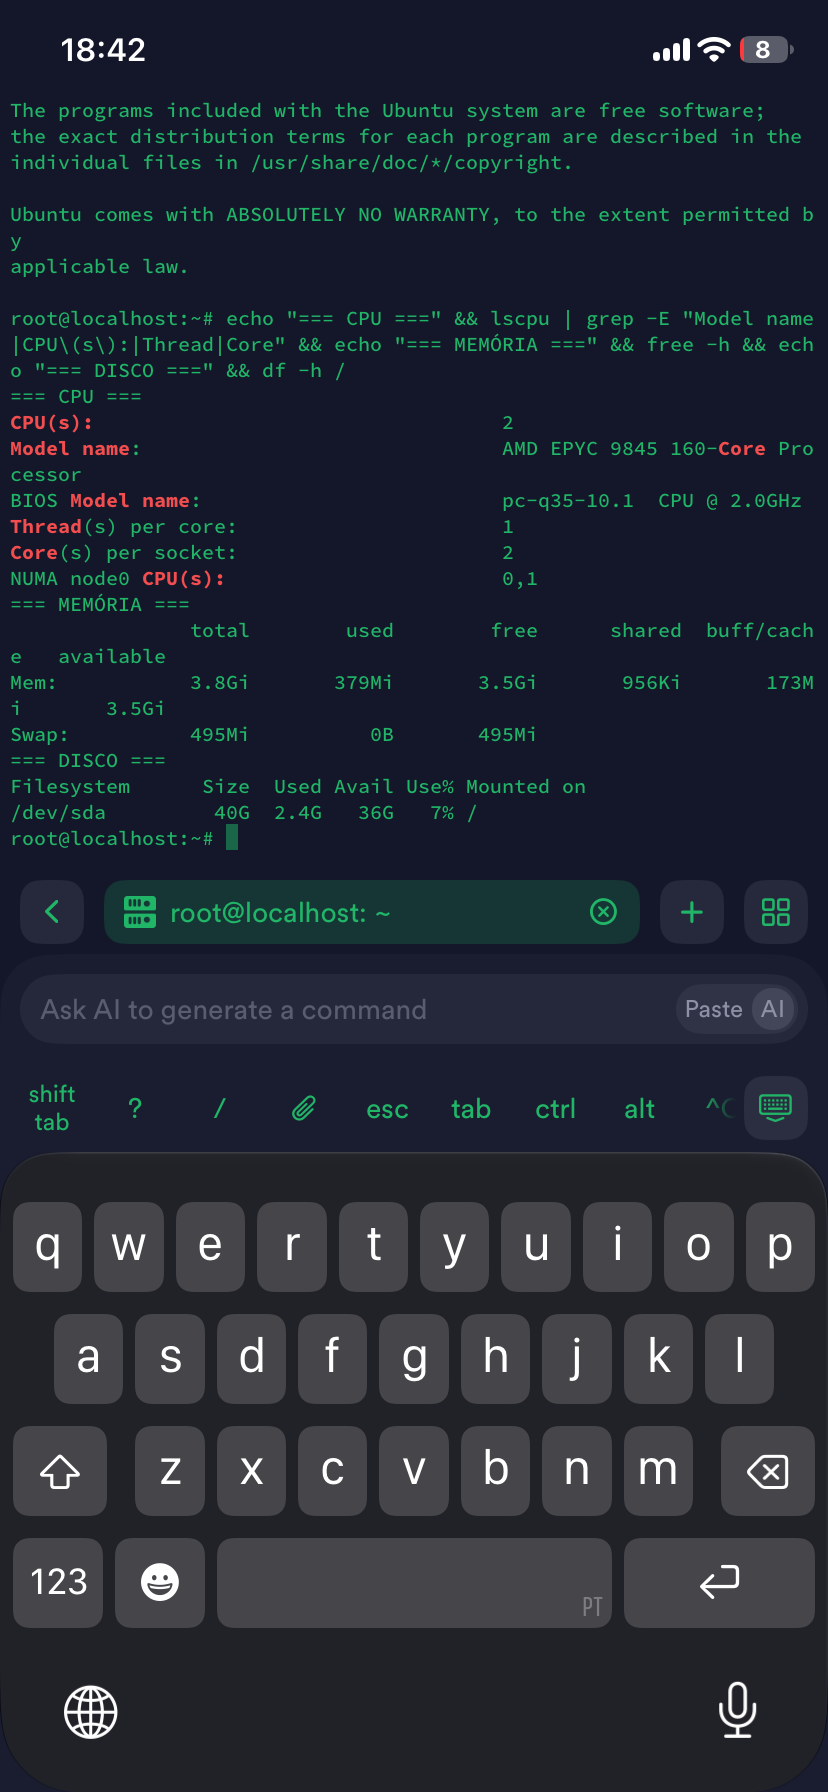 18:42
8
The programs included with the Ubuntu system are free software;
the exact distribution terms for each program are described in the
individual files in /usr/share/doc/*/copyright.
Ubuntu comes with ABSOLUTELY NO WARRANTY, to the extent permitted b
y
applicable law.
root@localhost:~# echo "=== CPU ===" && lscpu | grep -E "Model name
|CPU\(s\):|Thread|Core" && echo "=== MEMÓRIA ===" && free -h && ech
o "=== DISCO ===" && df -h /
=== CPU ===
CPU(s): 2
Model name: AMD EPYC 9845 160-Core Pro
cessor
BIOS Model name: pc-q35-10.1  CPU @ 2.0GHz
Thread(s) per core: 1
Core(s) per socket: 2
NUMA node0 CPU(s): 0,1
=== MEMÓRIA ===
total used free shared buff/cach
e available
Mem: 3.8Gi 379Mi 3.5Gi 956Ki 173M
i 3.5Gi
Swap: 495Mi 0B 495Mi
=== DISCO ===
Filesystem Size Used Avail Use% Mounted on
/dev/sda 40G 2.4G 36G 7% /
root@localhost:~#
root@localhost: ~
Ask AI to generate a command Paste AI
shift
tab
? / esc tab ctrl alt ^C
q w e r t y u i o p
a s d f g h j k l
z x c v b n m
123 PT